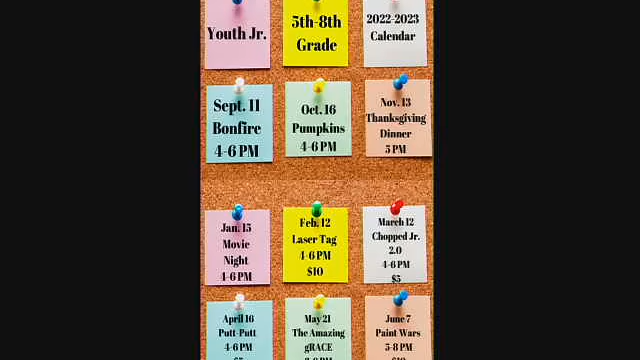 Youth Jr.
5th-8th
Grade
2022-2023
Calendar
Sept. 11
Bonfire
4-6 PM
Oct. 16
Pumpkins
4-6 PM
Nov. 13
Thanksgiving
Dinner
5 PM
Jan. 15
Movie
Night
4-6 PM
Feb. 12
Laser Tag
4-6 PM
$10
March 12
Chopped Jr.
2.0
4-6 PM
$5
April 16
Putt-Putt
4-6 PM
May 21
The Amazing
gRACE
June 7
Paint Wars
5-8 PM